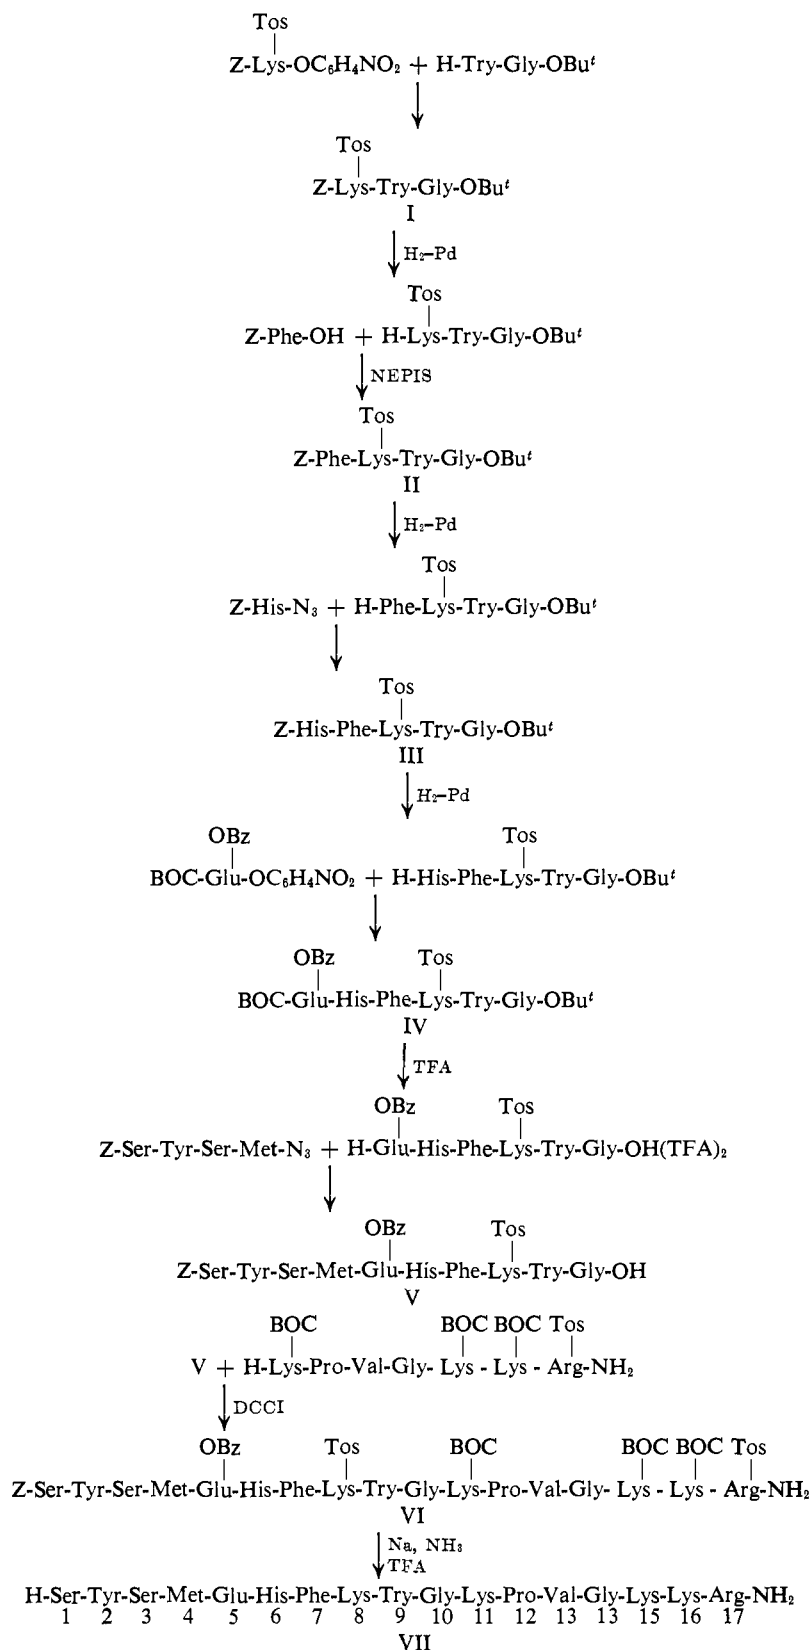 Tos
Z-Lys-OC₆H₄NO₂ + H-Try-Gly-OBuᵗ
Tos
Z-Lys-Try-Gly-OBuᵗ
I
H₂-Pd
Tos
Z-Phe-OH + H-Lys-Try-Gly-OBuᵗ
NEPIS
Tos
Z-Phe-Lys-Try-Gly-OBuᵗ
II
H₂-Pd
Tos
Z-His-N₃ + H-Phe-Lys-Try-Gly-OBuᵗ
Tos
Z-His-Phe-Lys-Try-Gly-OBuᵗ
III
H₂-Pd
OBz Tos
BOC-Glu-OC₆H₄NO₂ + H-His-Phe-Lys-Try-Gly-OBuᵗ
OBz Tos
BOC-Glu-His-Phe-Lys-Try-Gly-OBuᵗ
IV
TFA
OBz Tos
Z-Ser-Tyr-Ser-Met-N₃ + H-Glu-His-Phe-Lys-Try-Gly-OH(TFA)₂
OBz Tos
Z-Ser-Tyr-Ser-Met-Glu-His-Phe-Lys-Try-Gly-OH
V
BOC BOC BOC Tos
V + H-Lys-Pro-Val-Gly- Lys - Lys - Arg-NH₂
DCCI
OBz Tos BOC BOC BOC Tos
Z-Ser-Tyr-Ser-Met-Glu-His-Phe-Lys-Try-Gly-Lys-Pro-Val-Gly- Lys - Lys - Arg-NH₂
VI
Na, NH₃
TFA
H-Ser-Tyr-Ser-Met-Glu-His-Phe-Lys-Try-Gly-Lys-Pro-Val-Gly-Lys-Lys-Arg-NH₂
1 2 3 4 5 6 7 8 9 10 11 12 13 13 15 16 17
VII